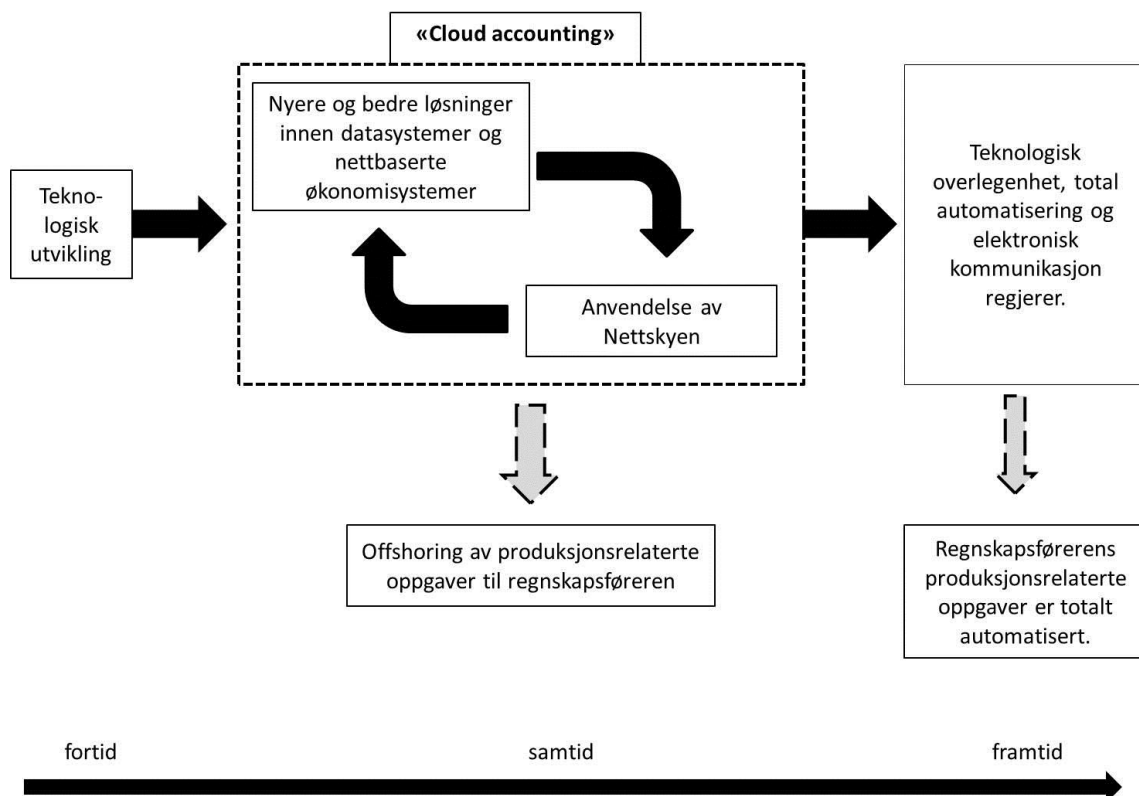 «Cloud accounting»
Nyere og bedre løsninger
innen datasystemer og
nettbaserte
økonomisystemer
Tekno-
logisk
utvikling
Anvendelse av
Nettskyen
Teknologisk
overlegenhet, total
automatisering og
elektronisk
kommunikasjon
regjerer.
Offshoring av produksjonsrelaterte
oppgaver til regnskapsføreren
Regnskapsførerens
produksjonsrelaterte
oppgaver er totalt
automatisert.
fortid
samtid
framtid